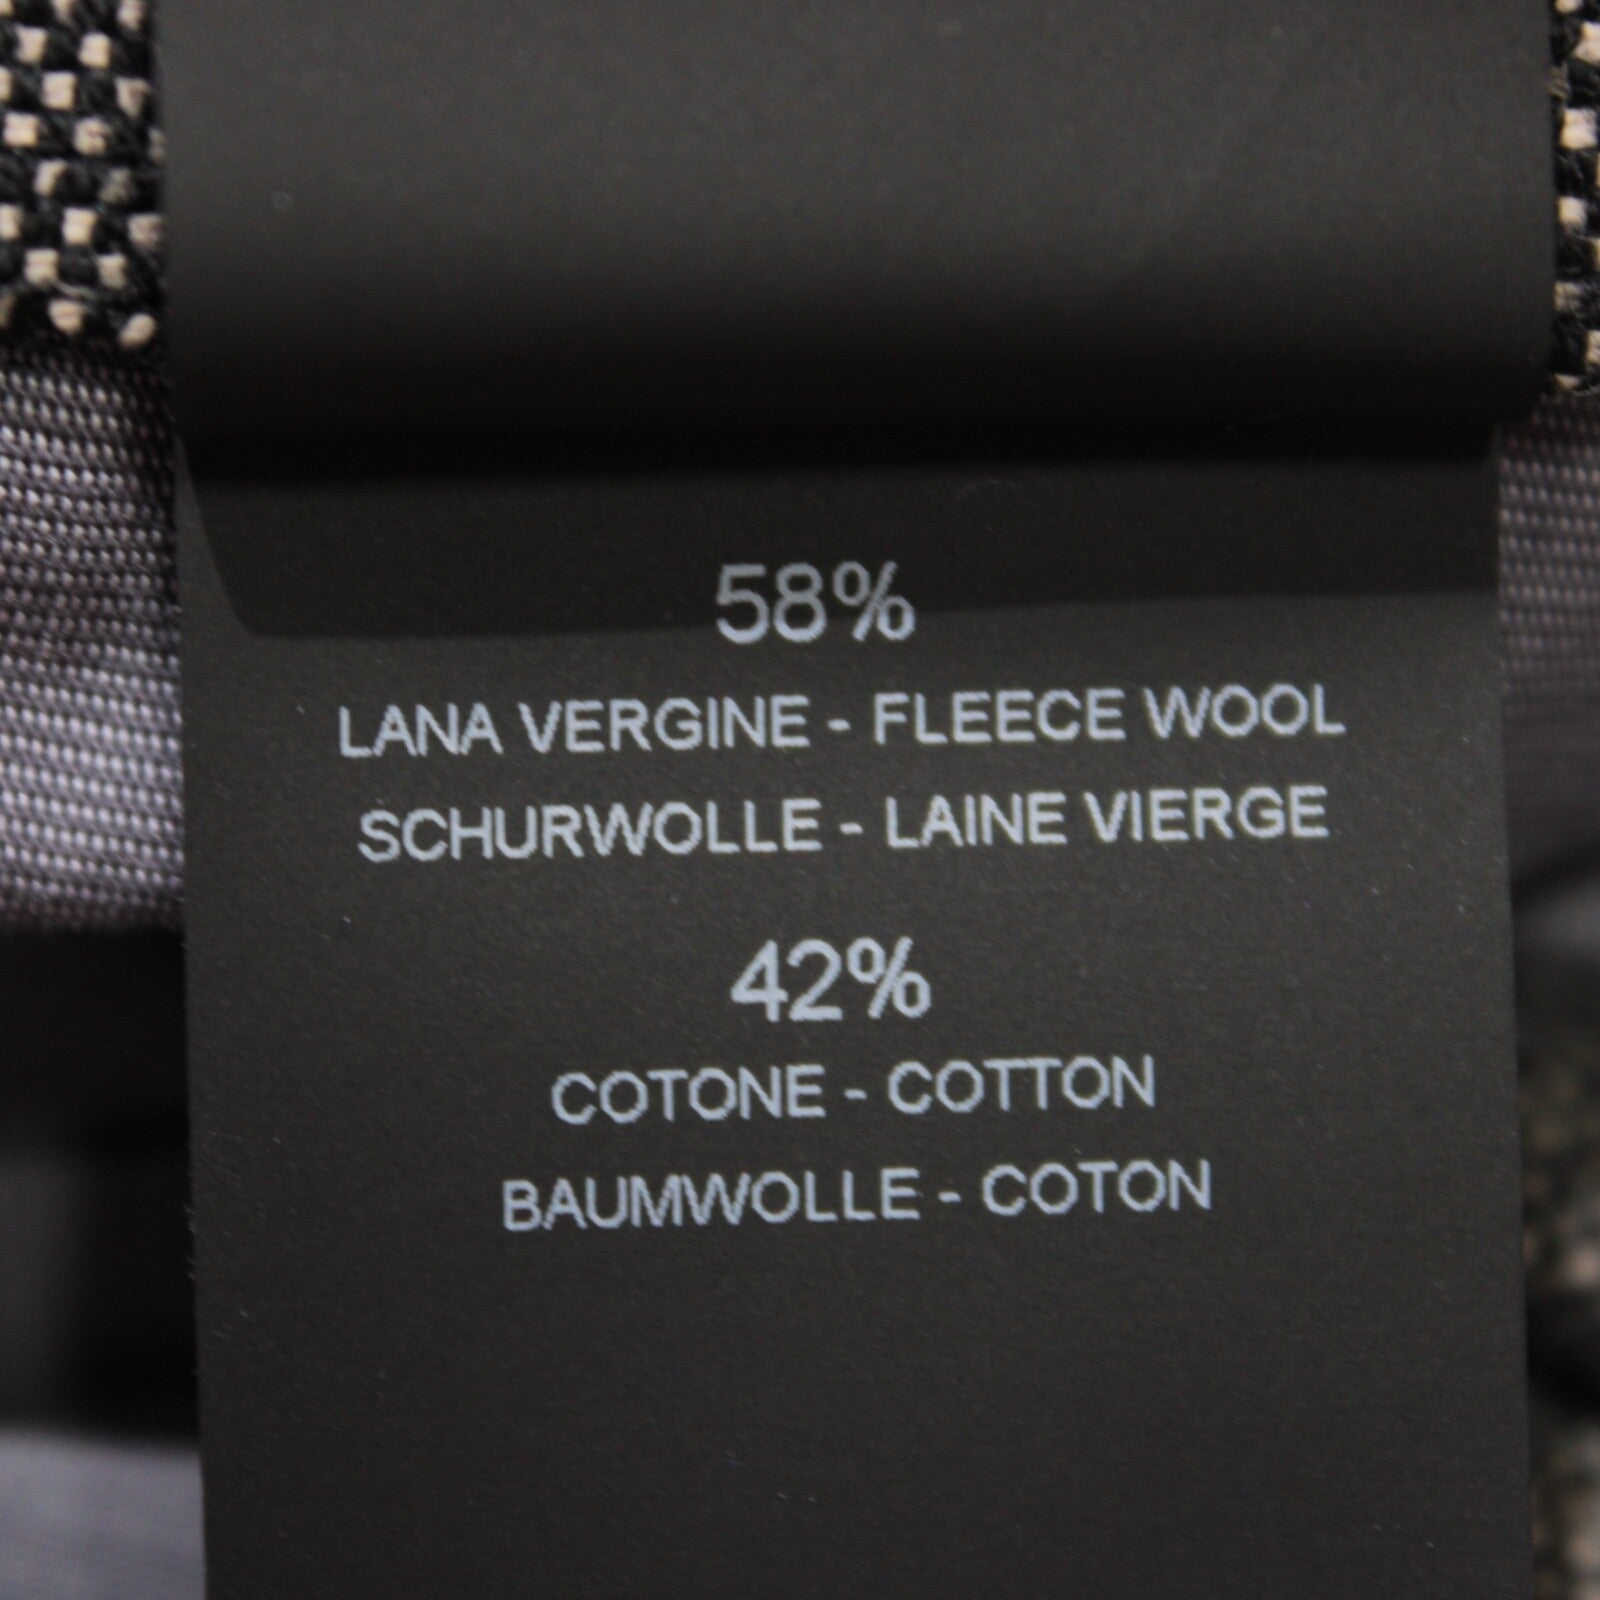 58%
LANA VERGINE - FLEECE WOOL
SCHURWOLLE - LAINE VIERGE
42%
COTONE - COTTON
BAUMWOLLE - COTON